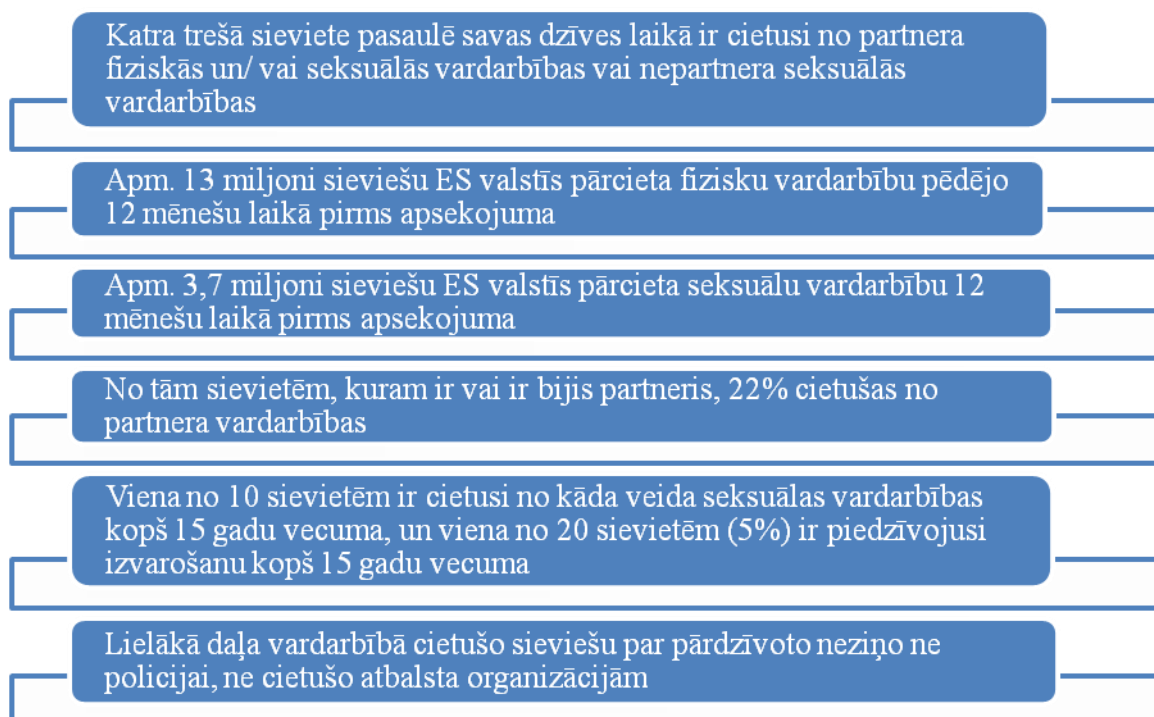 Katra trešā sieviete pasaulē savas dzīves laikā ir cietusi no partnera
fiziskās un/ vai seksuālās vardarbības vai nepartnera seksuālās
vardarbības
Apm. 13 miljoni sieviešu ES valstīs pārcieta fizisku vardarbību pēdējo
12 mēnešu laikā pirms apsekojuma
Apm. 3,7 miljoni sieviešu ES valstīs pārcieta seksuālu vardarbību 12
mēnešu laikā pirms apsekojuma
No tām sievietēm, kuram ir vai ir bijis partneris, 22% cietušas no
partnera vardarbības
Viena no 10 sievietēm ir cietusi no kāda veida seksuālas vardarbības
kopš 15 gadu vecuma, un viena no 20 sievietēm (5%) ir piedzīvojusi
izvarošanu kopš 15 gadu vecuma
Lielākā daļa vardarbībā cietušo sieviešu par pārdzīvoto neziņo ne
policijai, ne cietušo atbalsta organizācijām